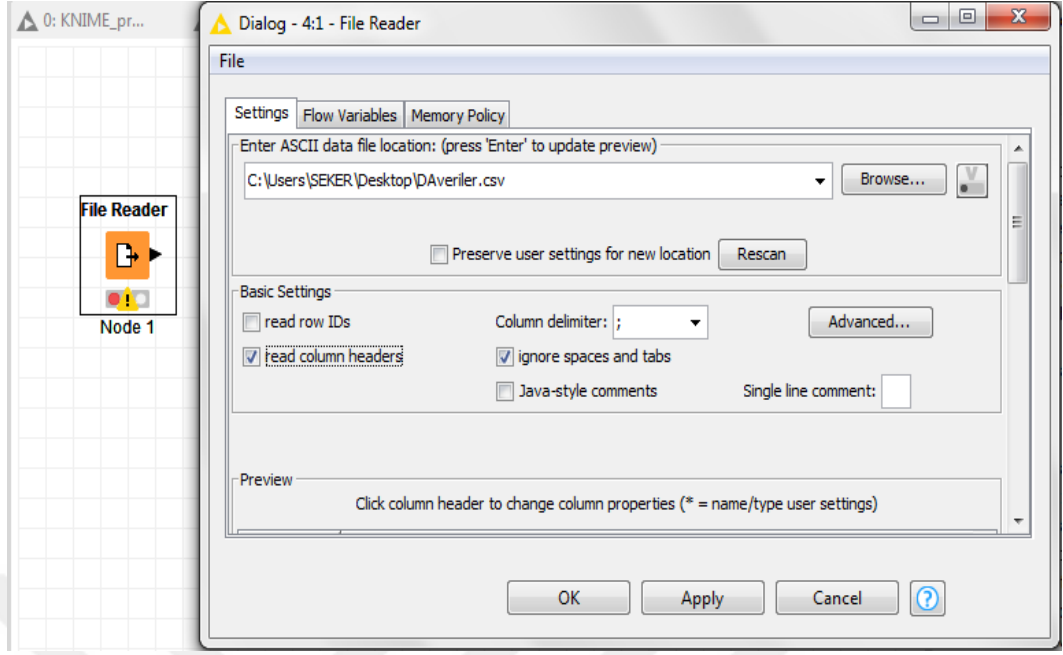 0: KNIME_pr...
File Reader
Node 1
Dialog - 4:1 - File Reader
File
Settings Flow Variables Memory Policy
Enter ASCII data file location: (press 'Enter' to update preview)
C:\Users\SEKER\Desktop\DAveriler.csv Browse... V
Preserve user settings for new location Rescan
Basic Settings
read row IDs Column delimiter: ; Advanced...
read column headers ignore spaces and tabs
Java-style comments Single line comment:
Preview
Click column header to change column properties (* = name/type user settings)
OK Apply Cancel ?